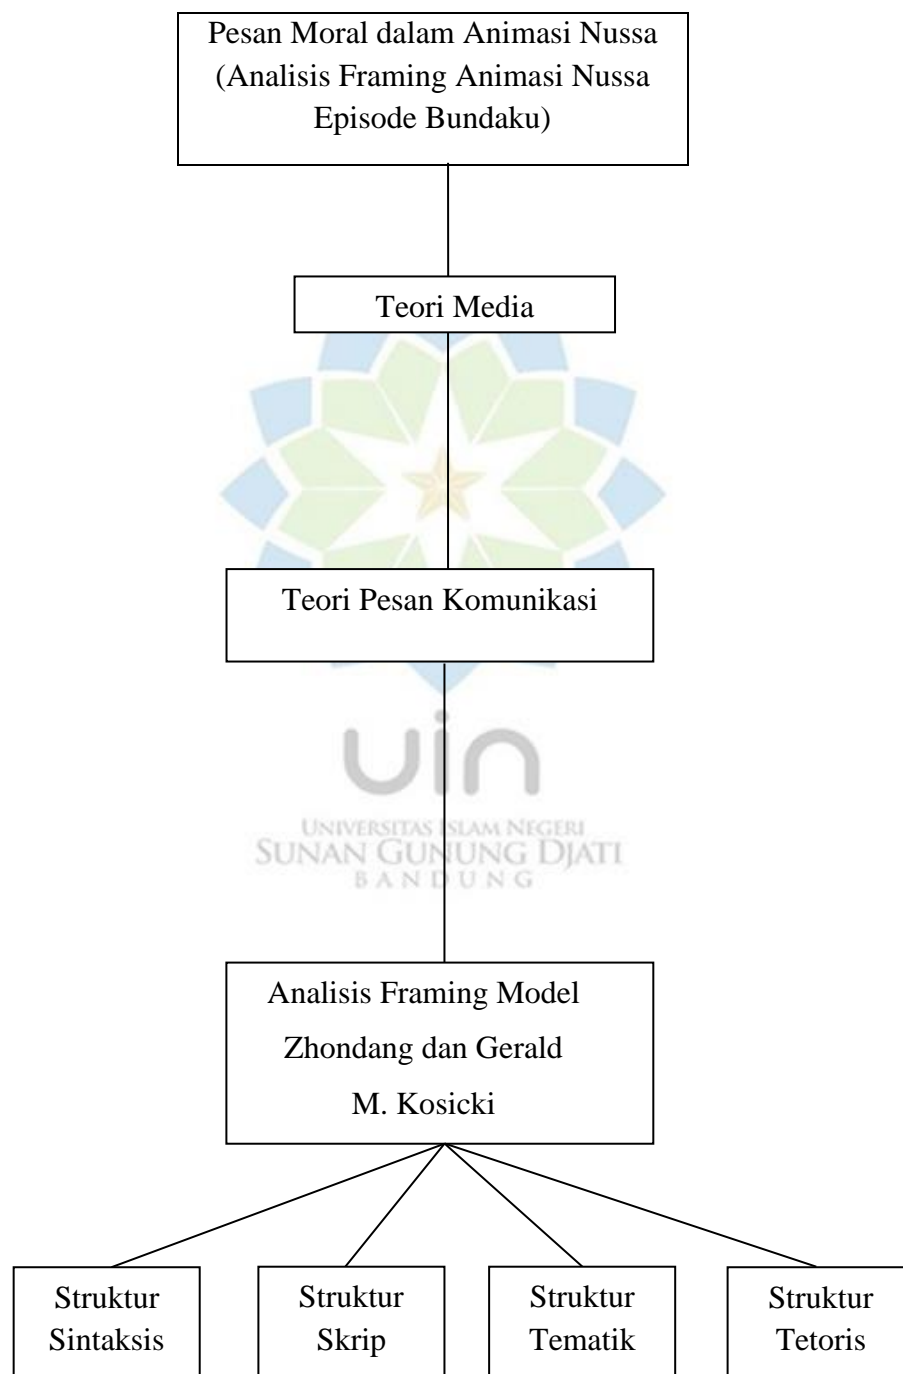 Pesan Moral dalam Animasi Nussa
(Analisis Framing Animasi Nussa
Episode Bundaku)
Teori Media
Teori Pesan Komunikasi
uin
UNIVERSITAS ISLAM NEGERI
SUNAN GUNUNG DJATI
BANDUNG
Analisis Framing Model
Zhondang dan Gerald
M. Kosicki
Struktur
Sintaksis
Struktur
Skrip
Struktur
Tematik
Struktur
Tetoris